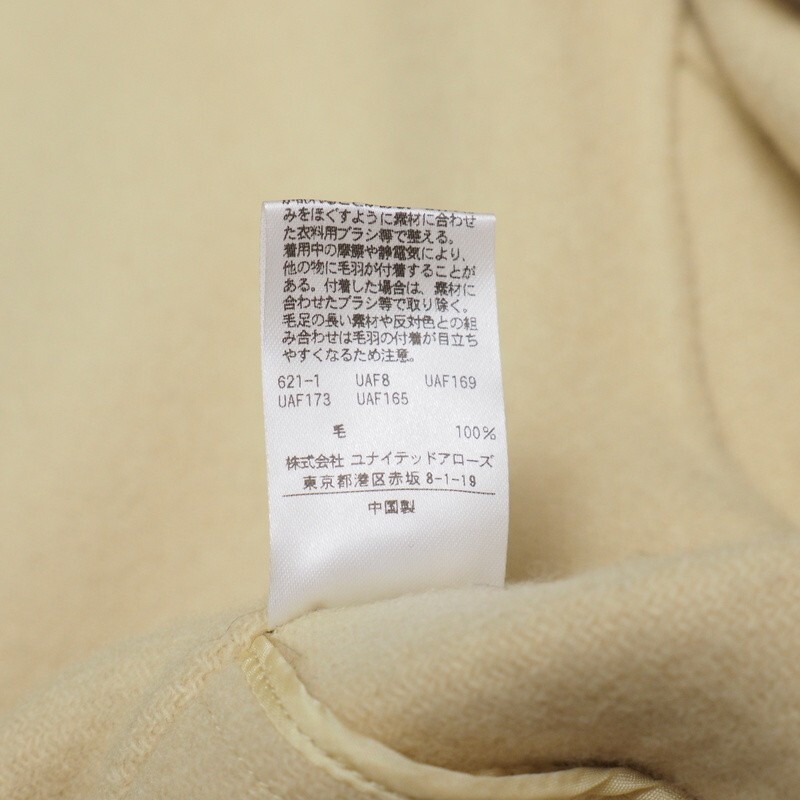 みをほぐすように素材に合わせ
た衣料用ブラシ等で整える。
着用中の摩擦や静電気により、
他の物に毛羽が付着することが
ある。付着した場合は、素材に
合わせたブラシ等で取り除く。
毛足の長い素材や反対色との組
み合わせは毛羽の付着が目立ち
やすくなるため注意。
621-1 UAF8 UAF169
UAF173 UAF165
毛 100%
株式会社 ユナイテッドアローズ
東京都港区赤坂 8-1-19
中国製